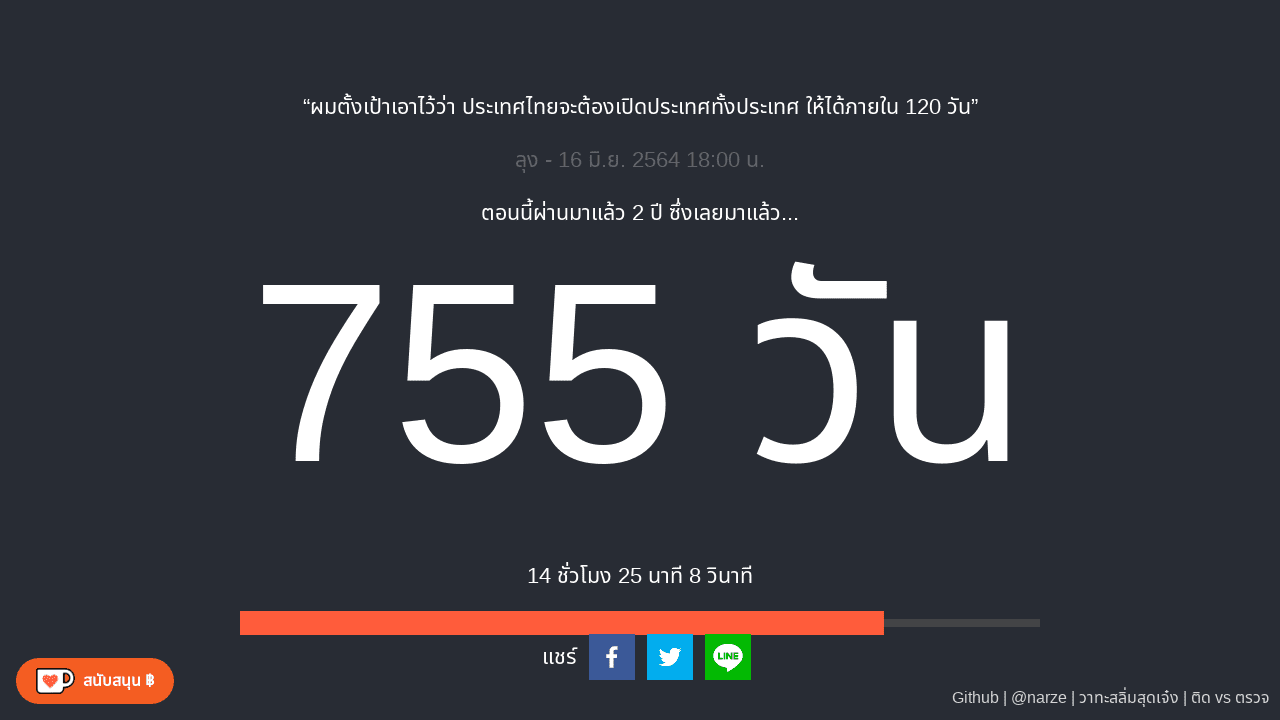 “ผมตั้งเป้าเอาไว้ว่า ประเทศไทยจะต้องเปิดประเทศทั้งประเทศ ให้ได้ภายใน 120 วัน”
ลุง - 16 มิ.ย. 2564 18:00 น.
ตอนนี้ผ่านมาแล้ว 2 ปี ซึ่งเลยมาแล้ว...
755 วัน
14 ชั่วโมง 25 นาที 8 วินาที
แชร์
LINE
สนับสนุน ฿
Github | @narze | วาทะสลิ่มสุดเจ๋ง | ติด vs ตรวจ